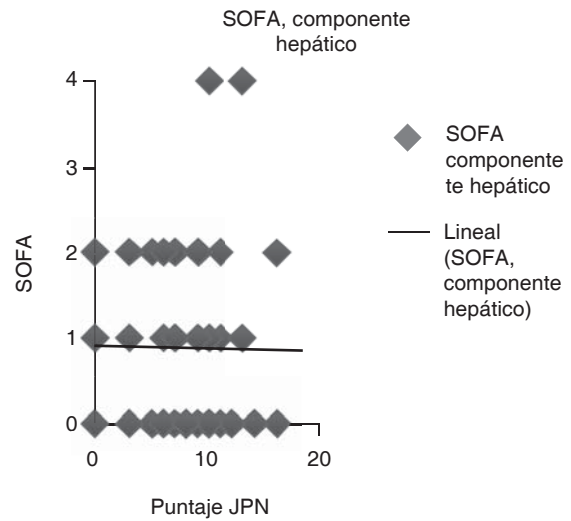 SOFA, componente
hepático
4
3
2
1
0
SOFA
0
10
20
Puntaje JPN
SOFA
componente
te hepático
Lineal
(SOFA,
componente
hepático)